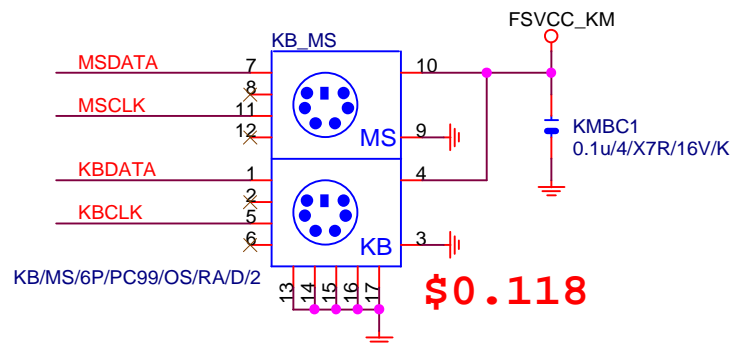 FSVCC_KM
KB_MS
MSDATA
7
10
8
MSCLK
11
KMBC1
12
MS
9
0.1u/4/X7R/16V/K
KBDATA
1
4
2
KBCLK
5
6
KB
3
KB/MS/6P/PC99/OS/RA/D/2
13
14
15
16
17
$0.118